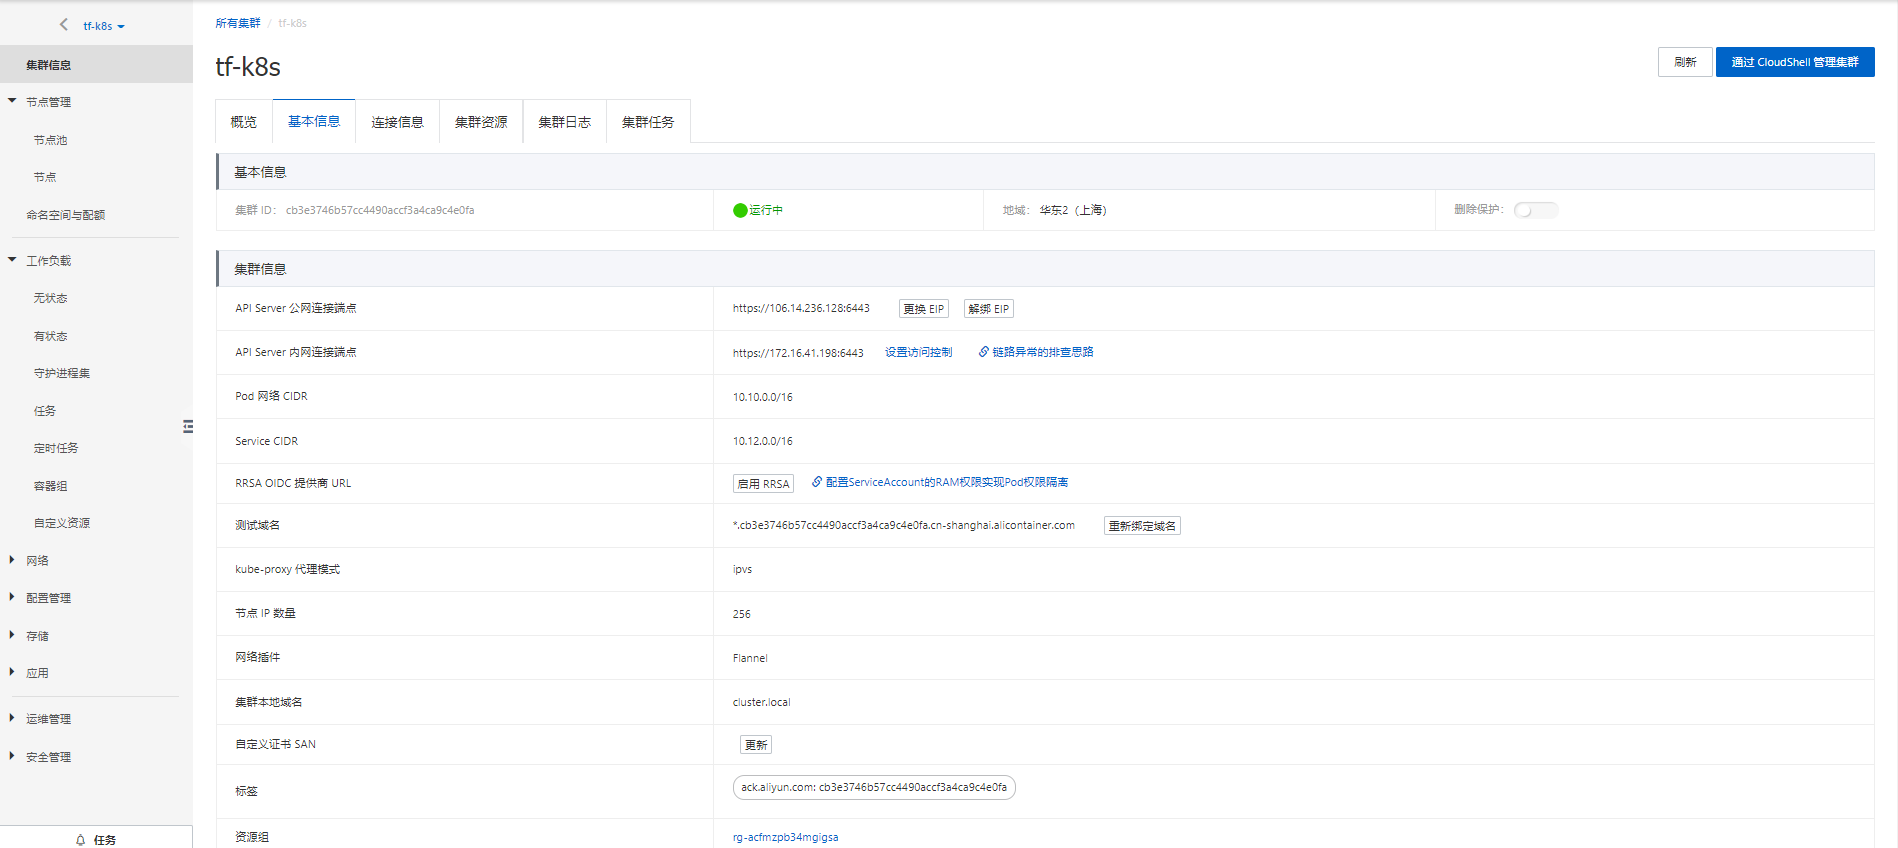 tf-k8s
集群信息
节点管理
节点池
节点
命名空间与配额
工作负载
无状态
有状态
守护进程集
任务
定时任务
容器组
自定义资源
网络
配置管理
存储
应用
运维管理
安全管理
任务
所有集群 / tf-k8s
tf-k8s
刷新 通过 CloudShell 管理集群
概览 基本信息 连接信息 集群资源 集群日志 集群任务
基本信息
集群 ID： cb3e3746b57cc4490accf3a4ca9c4e0fa 运行中 地域： 华东2（上海） 删除保护：
集群信息
API Server 公网连接端点 https://106.14.236.128:6443 更换 EIP 解绑 EIP
API Server 内网连接端点 https://172.16.41.198:6443 设置访问控制 链路异常的排查思路
Pod 网络 CIDR 10.10.0.0/16
Service CIDR 10.12.0.0/16
RRSA OIDC 提供商 URL 启用 RRSA 配置ServiceAccount的RAM权限实现Pod权限隔离
测试域名 *.cb3e3746b57cc4490accf3a4ca9c4e0fa.cn-shanghai.alicontainer.com 重新绑定域名
kube-proxy 代理模式 ipvs
节点 IP 数量 256
网络插件 Flannel
集群本地域名 cluster.local
自定义证书 SAN 更新
标签 ack.aliyun.com: cb3e3746b57cc4490accf3a4ca9c4e0fa
资源组 rg-acfmzpb34mgigsa